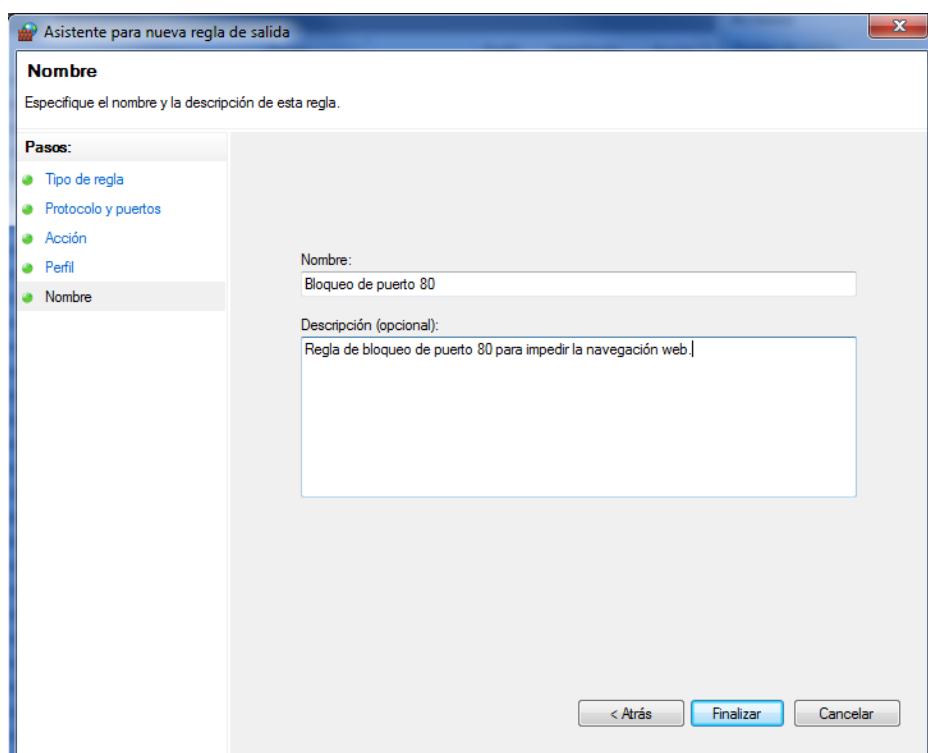 Asistente para nueva regla de salida
Nombre
Especifique el nombre y la descripción de esta regla.
Pasos:
Tipo de regla
Protocolo y puertos
Acción
Perfil
Nombre
Nombre:
Bloqueo de puerto 80
Descripción (opcional):
Regla de bloqueo de puerto 80 para impedir la navegación web.
< Atrás
Finalizar
Cancelar